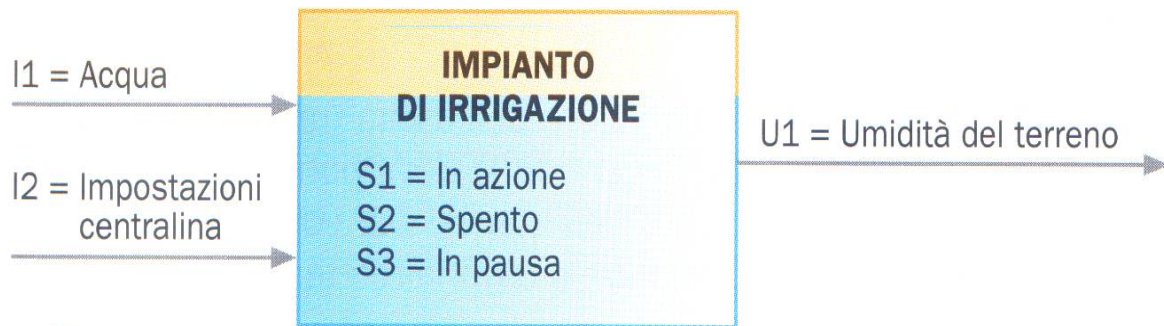 I1 = Acqua
I2 = Impostazioni
centralina
IMPIANTO
DI IRRIGAZIONE
S1 = In azione
S2 = Spento
S3 = In pausa
U1 = Umidità del terreno